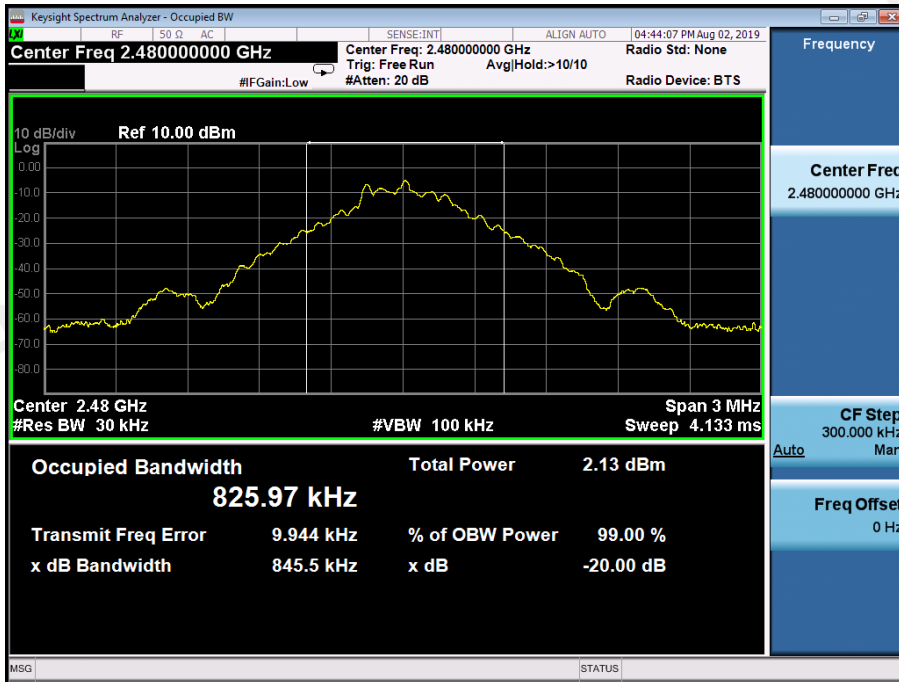 Keysight Spectrum Analyzer - Occupied BW
LXI RF 50 Ω AC SENSE:INT ALIGN AUTO 04:44:07 PM Aug 02, 2019
Center Freq 2.480000000 GHz
Center Freq: 2.480000000 GHz Radio Std: None
Trig: Free Run Avg|Hold:>10/10
#IFGain:Low #Atten: 20 dB Radio Device: BTS
10 dB/div Ref 10.00 dBm
Log
0.00
-10.0
-20.0
-30.0
-40.0
-50.0
-60.0
-70.0
-80.0
Center 2.48 GHz Span 3 MHz
#Res BW 30 kHz #VBW 100 kHz Sweep 4.133 ms
Occupied Bandwidth Total Power 2.13 dBm
825.97 kHz
Transmit Freq Error 9.944 kHz % of OBW Power 99.00 %
x dB Bandwidth 845.5 kHz x dB -20.00 dB
MSG STATUS
Frequency
Center Freq
2.480000000 GHz
CF Step
300.000 kHz
Auto Man
Freq Offset
0 Hz